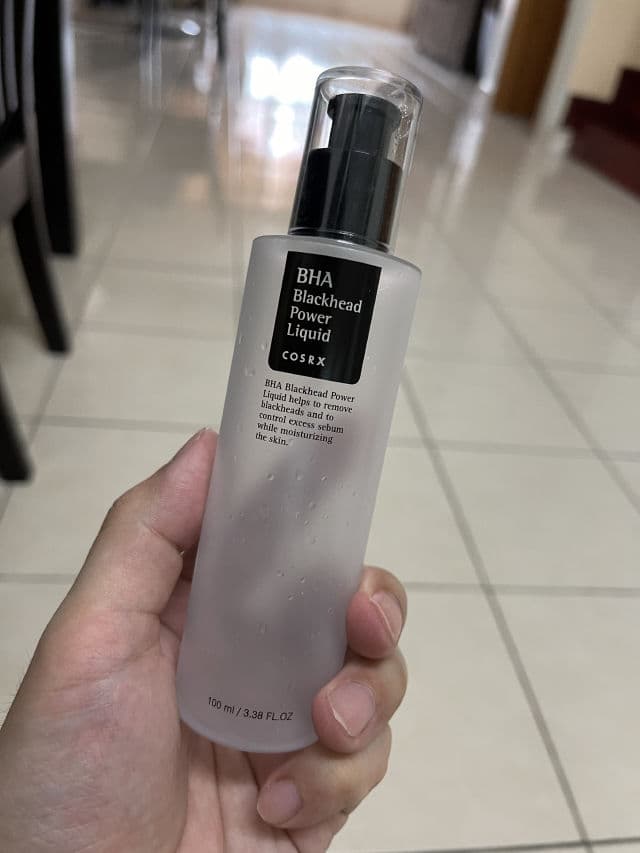 BHA
Blackhead
Power
Liquid
COSRX
BHA Blackhead Power
Liquid helps to remove
blackheads and to
control excess sebum
while moisturizing
the skin.
100 ml / 3.38 FL.OZ